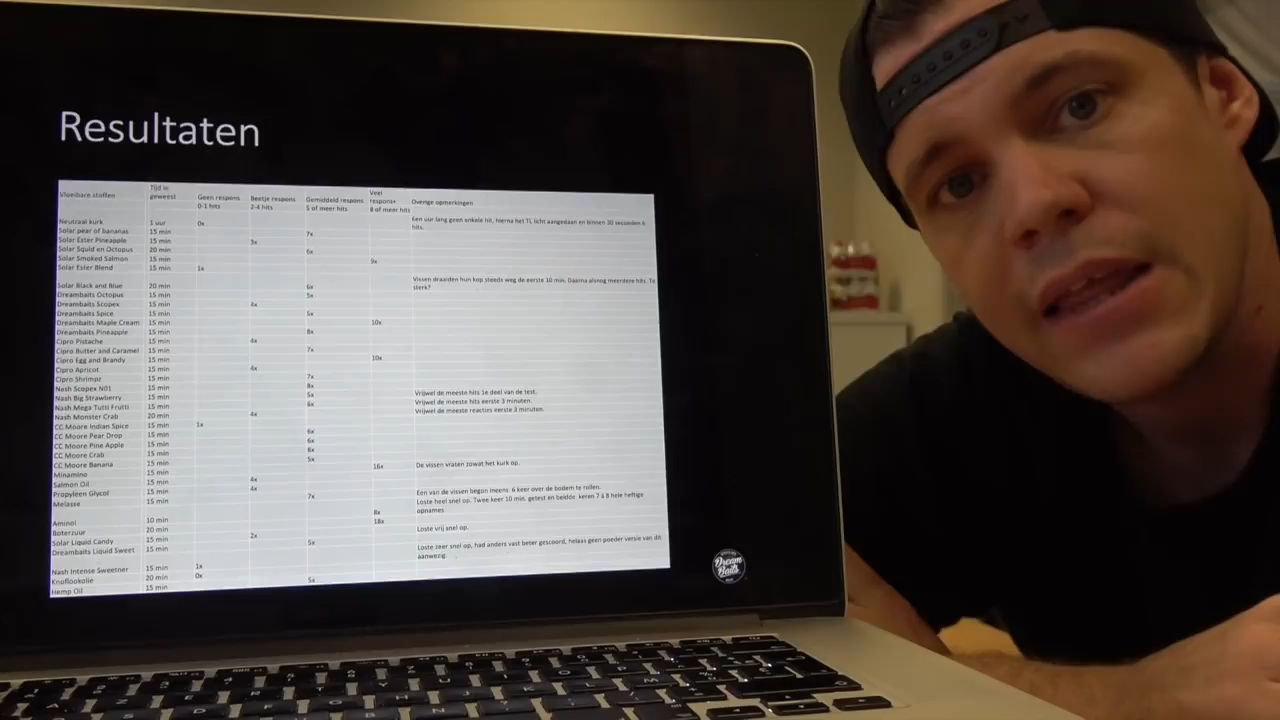 Resultaten
Vloeibare stoffen Tijd in geweest Geen respons 0-1 hits Beetje respons 2-4 hits Gemiddeld respons 5 of meer hits Veel respons+ 8 of meer hits Overige opmerkingen
Neutraal kurk 1 uur 0x Een uur lang geen enkele hit, hierna het TL licht aangedaan en binnen 30 seconden 6 hits.
Solar pear of bananas 15 min 7x
Solar Ester Pineapple 15 min 3x
Solar Squid en Octopus 20 min 6x
Solar Smoked Salmon 15 min 9x
Solar Ester Blend 15 min 1x
Vissen draaiden hun kop steeds weg de eerste 10 min. Daarna alsnog meerdere hits. Te sterk?
Solar Black and Blue 20 min 6x
Dreambaits Octopus 15 min 5x
Dreambaits Scopex 15 min 4x
Dreambaits Spice 15 min 5x
Dreambaits Maple Cream 15 min 10x
Dreambaits Pineapple 15 min 8x
Cipro Pistache 15 min 4x
Cipro Butter and Caramel 15 min 7x
Cipro Egg and Brandy 15 min 10x
Cipro Apricot 15 min 4x
Cipro Shrimpz 15 min 7x
Nash Scopex NO1 15 min 8x Vrijwel de meeste hits 1e deel van de test.
Nash Big Strawberry 15 min 5x Vrijwel de meeste hits eerste 3 minuten.
Nash Mega Tutti Frutti 15 min 6x Vrijwel de meeste reacties eerste 3 minuten.
Nash Monster Crab 20 min 4x
CC Moore Indian Spice 15 min 1x
CC Moore Pear Drop 15 min 6x
CC Moore Pine Apple 15 min 6x
CC Moore Crab 15 min 6x
CC Moore Banana 15 min 5x
Minamino 15 min 16x De vissen vraten zowat het kurk op.
Salmon Oil 15 min 4x
Propyleen Glycol 15 min 4x Een van de vissen begon ineens 6 keer over de bodem te rollen.
Melasse 15 min 7x Loste heel snel op. Twee keer 10 min. getest en beidde keren 7 à 8 hele heftige opnames.
Aminol 10 min 8x
Boterzuur 20 min 18x
Solar Liquid Candy 15 min 2x Loste vrij snel op.
Dreambaits Liquid Sweet 15 min 5x Loste zeer snel op, had anders vast beter gescoord, helaas geen poeder versie van dit aanwezig.
Nash Intense Sweetner 15 min 1x
Knoflookolie 20 min 0x
Hemp Oil 15 min 5x
Dream
Baits